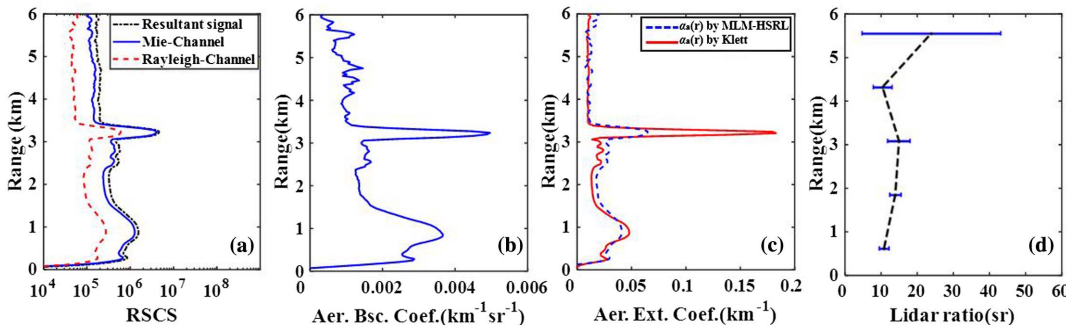 6
5
4
3
2
1
0
10^4 10^5 10^6 10^7 10^8
RSCS
Range(km)
Resultant signal
Mie-Channel
Rayleigh-Channel
(a)
6
5
4
3
2
1
0
0 0.002 0.004 0.006
Aer. Bsc. Coef.(km^-1sr^-1)
Range(km)
(b)
6
5
4
3
2
1
0
0 0.05 0.1 0.15 0.2
Aer. Ext. Coef.(km^-1)
Range(km)
αa(r) by MLM-HSRL
αa(r) by Klett
(c)
6
5
4
3
2
1
0
0 10 20 30 40 50
Lidar ratio(sr)
Range(km)
(d)